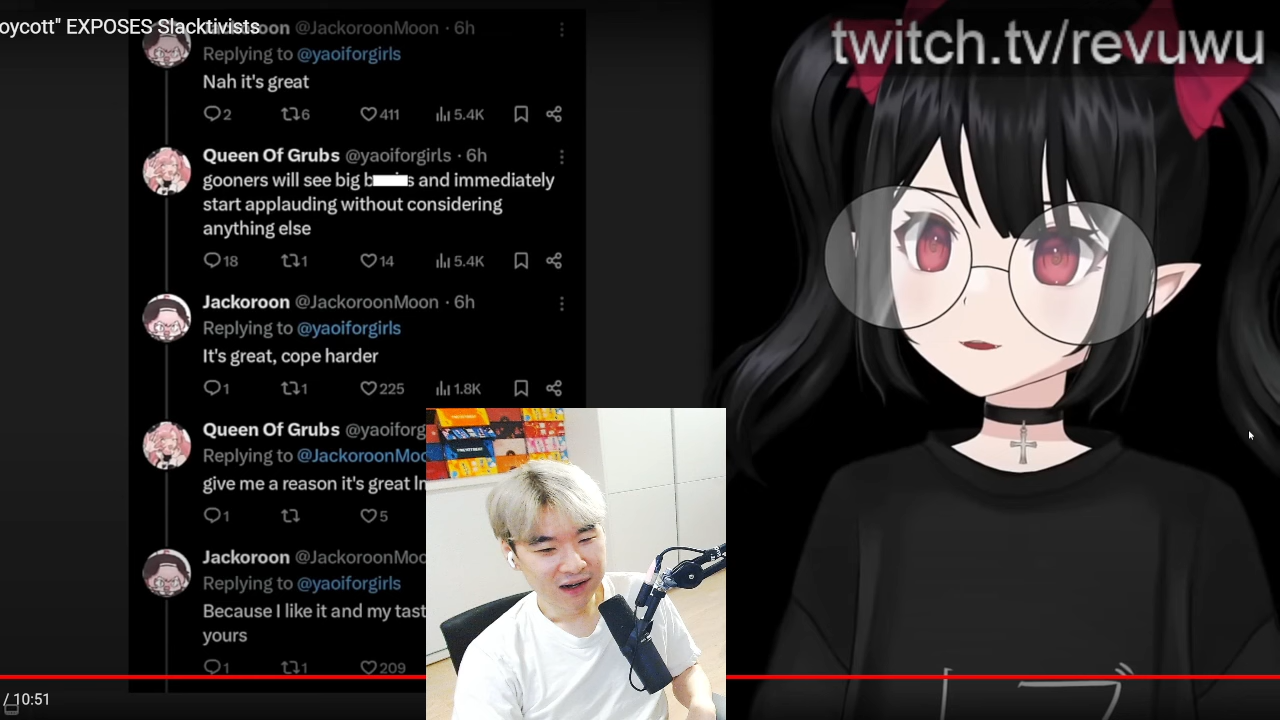 oycott" EXPOSES Slacktivists
twitch.tv/revuwu
@JackoroonMoon · 6h
Replying to @yaoiforgirls
Nah it's great
2 6 411 5.4K
Queen Of Grubs @yaoiforgirls · 6h
gooners will see big b s and immediately
start applauding without considering
anything else
18 1 14 5.4K
Jackoroon @JackoroonMoon · 6h
Replying to @yaoiforgirls
It's great, cope harder
1 1 225 1.8K
Queen Of Grubs @yaoiforg
Replying to @JackoroonMoo
give me a reason it's great
1 5
Jackoroon @JackoroonMoo
Replying to @yaoiforgirls
Because I like it and my tast
yours
1 1 209
/ 10:51